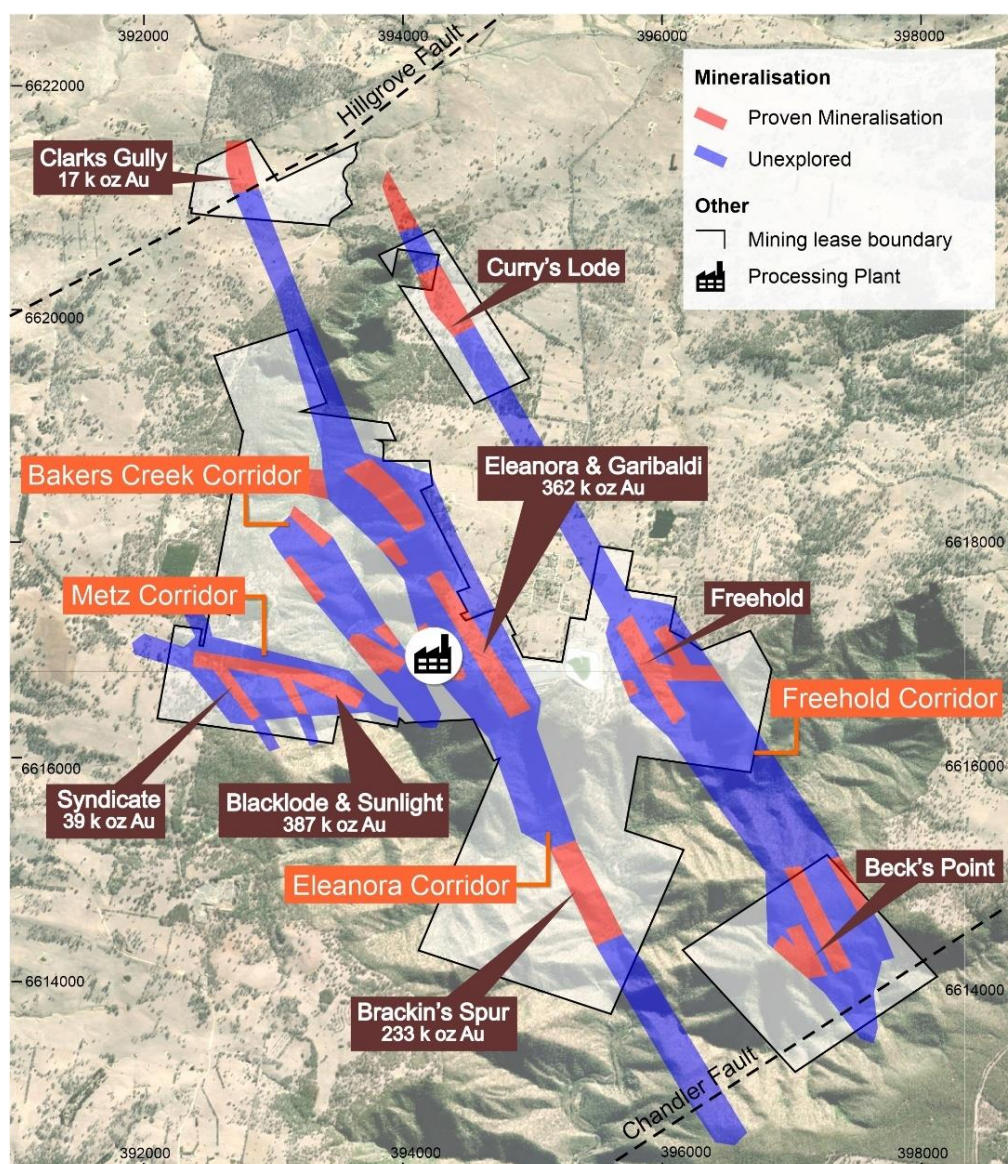 392000
394000
396000
398000
6622000
Hillgrove Fault
Mineralisation
Proven Mineralisation
Unexplored
Other
Mining lease boundary
Processing Plant
Clarks Gully
17 k oz Au
Curry's Lode
6620000
6620000
Bakers Creek Corridor
Eleanora & Garibaldi
362 k oz Au
6618000
Metz Corridor
Freehold
Freehold Corridor
6616000
6616000
Syndicate
39 k oz Au
Blacklode & Sunlight
387 k oz Au
Eleanora Corridor
Beck's Point
6614000
6614000
Brackin's Spur
233 k oz Au
Chandler Fault
392000
394000
396000
398000